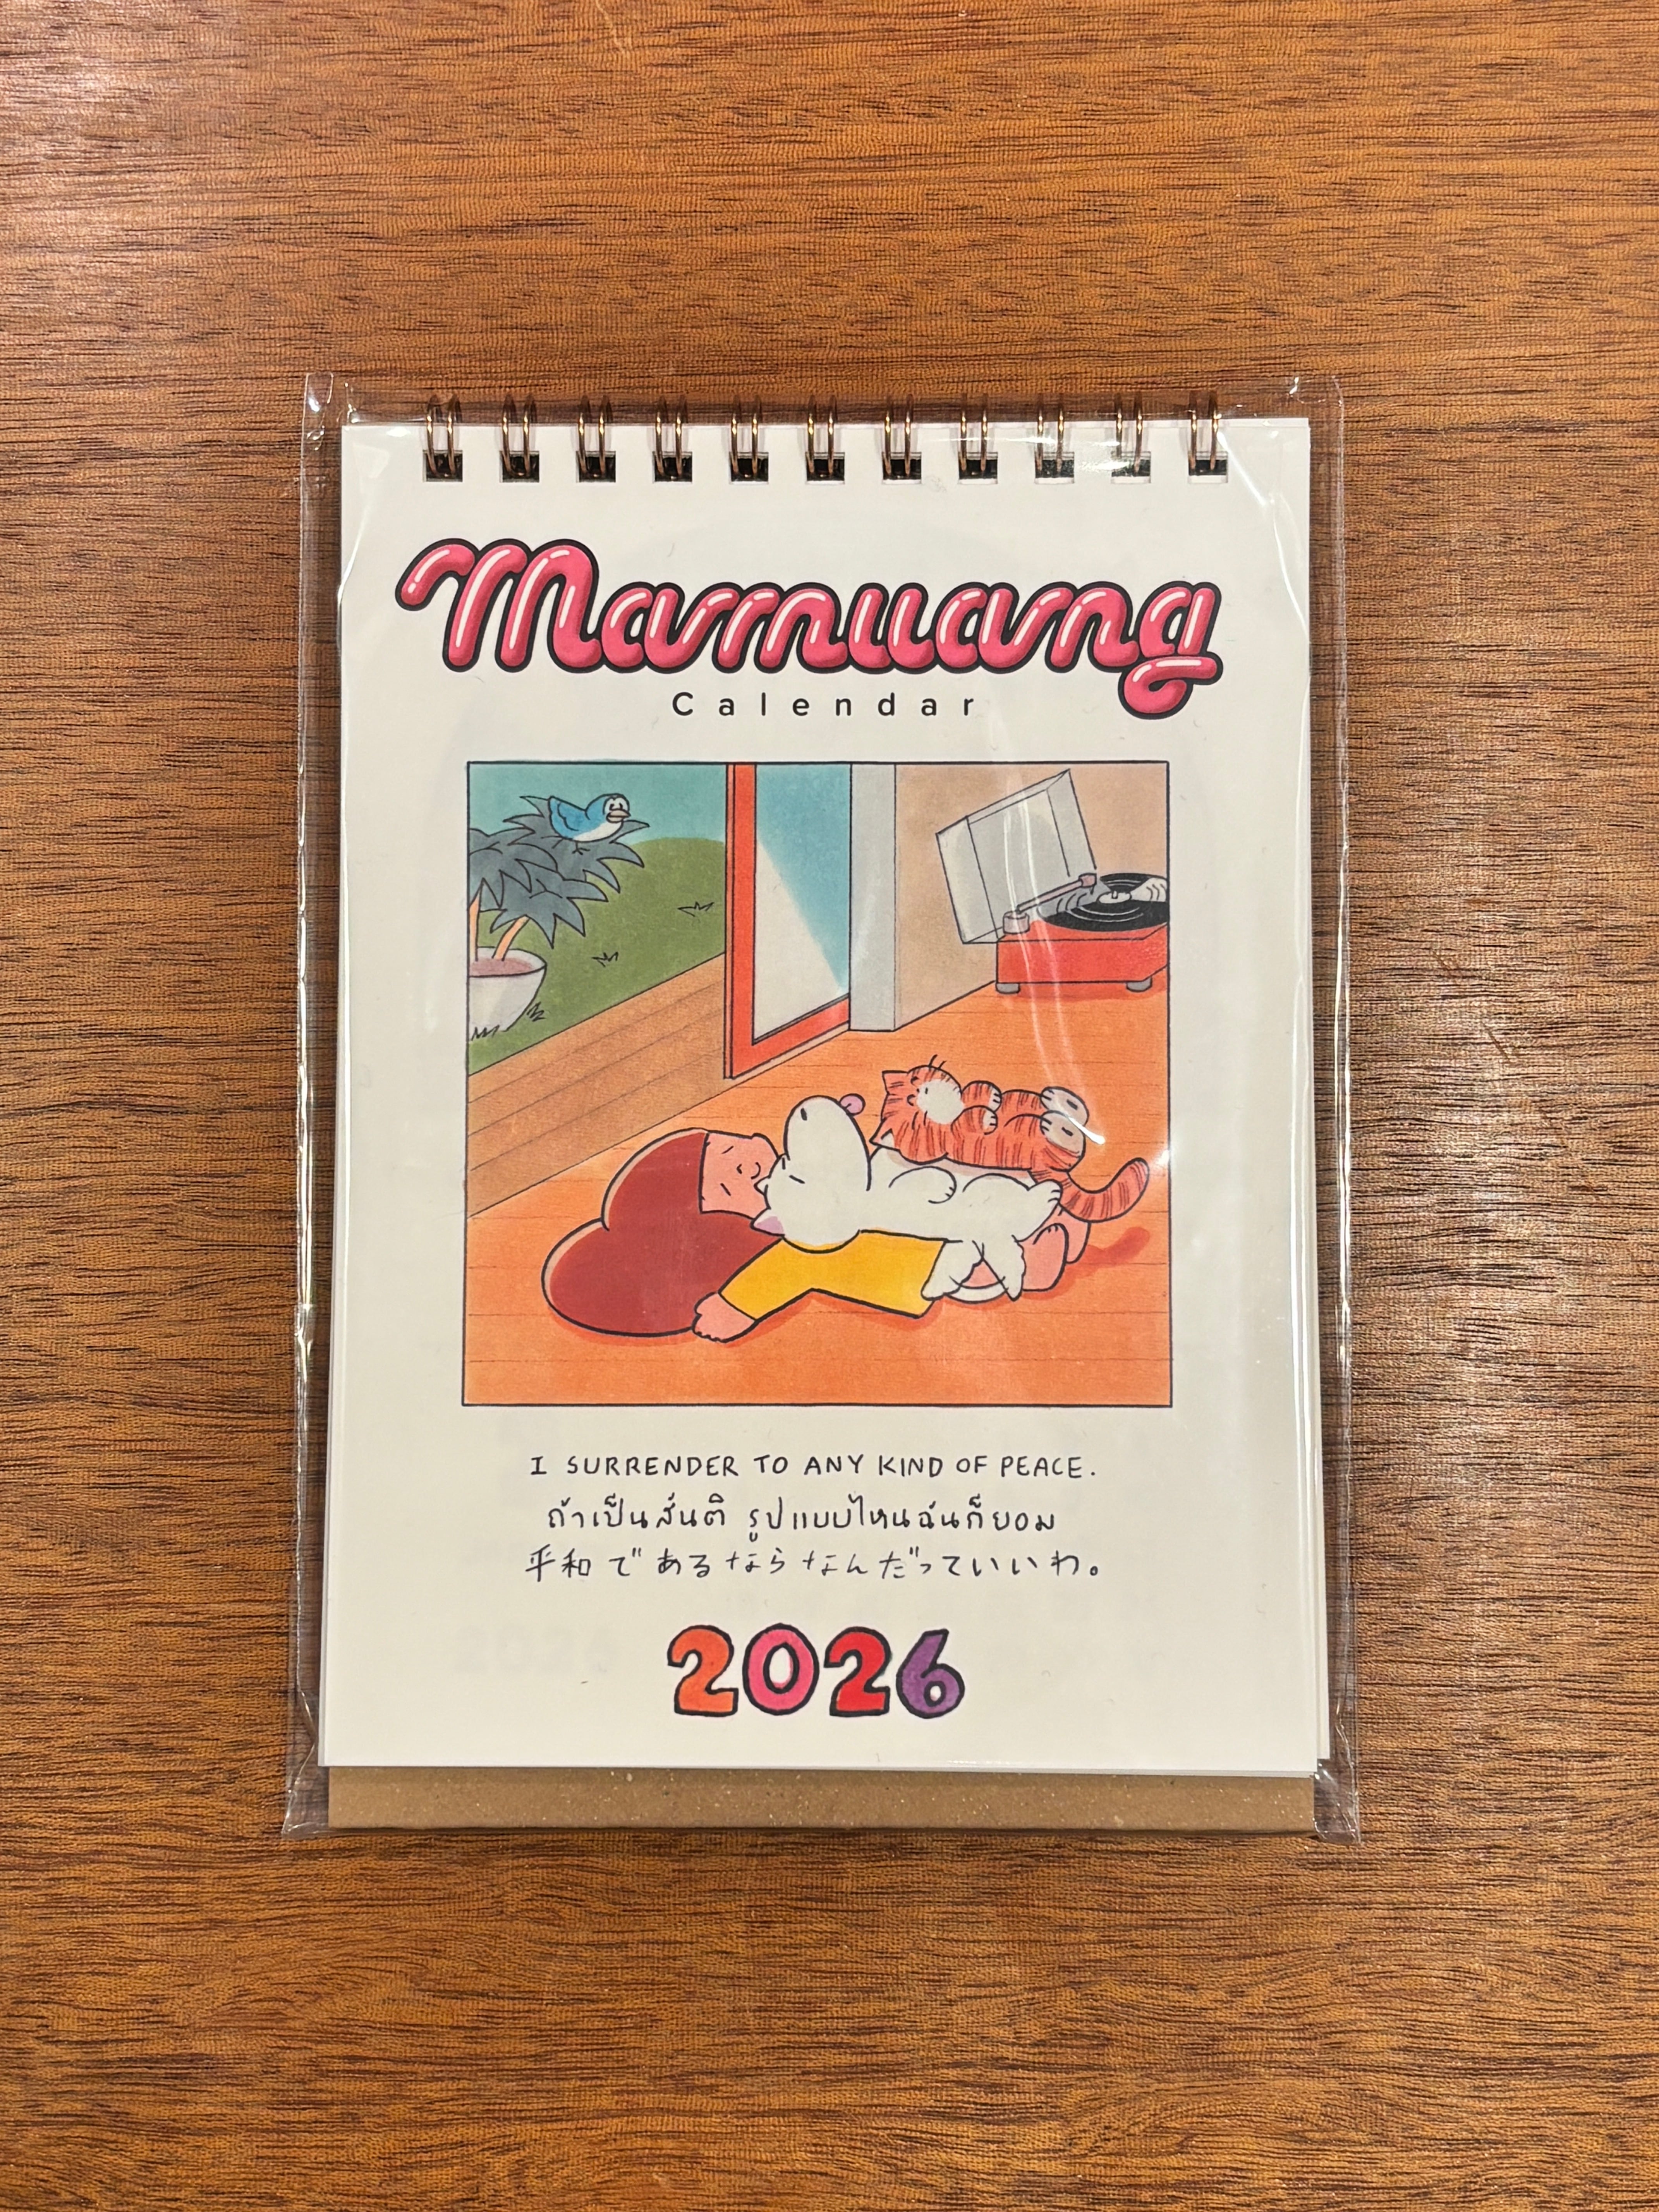 Mamuang
Calendar
I SURRENDER TO ANY KIND OF PEACE.
ถ้าเป็นสันติ รูปแบบไหนฉันก็ยอม
平和であるならなんだっていいわ。
2026